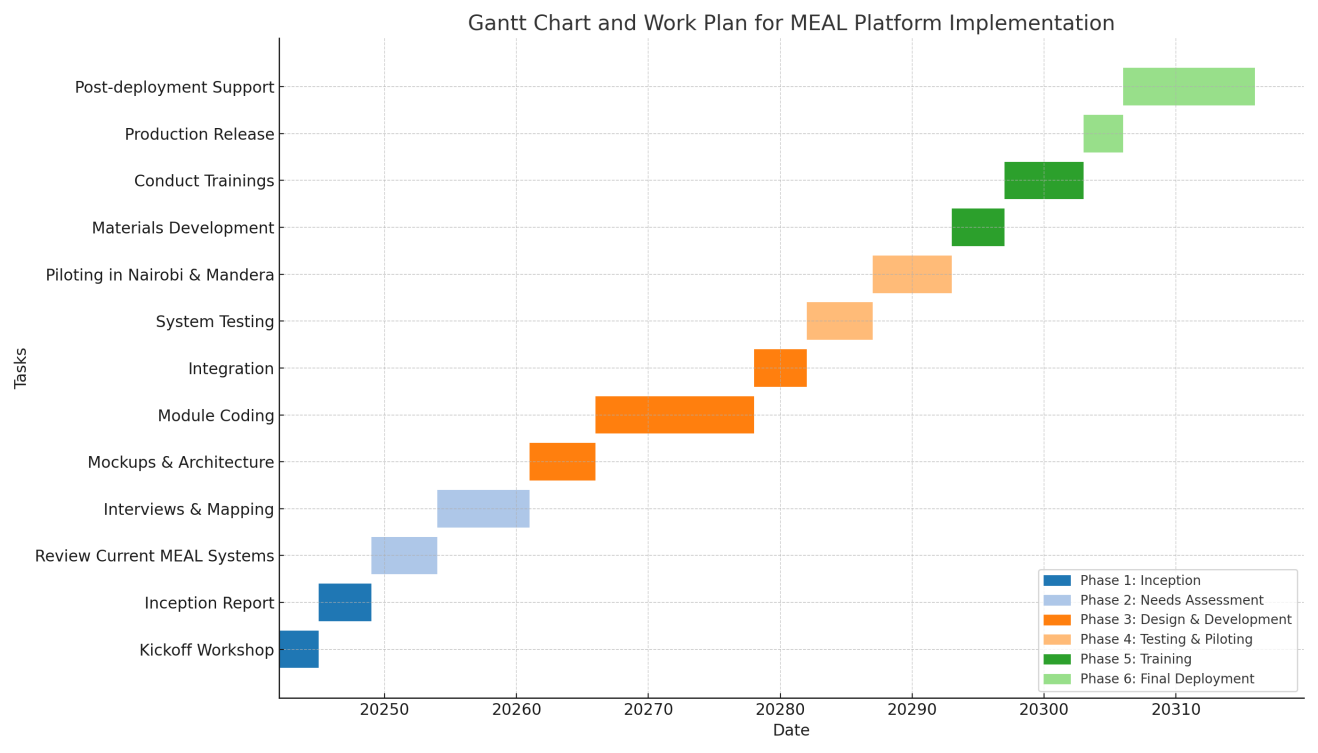 Gantt Chart and Work Plan for MEAL Platform Implementation
Tasks
Post-deployment Support
Production Release
Conduct Trainings
Materials Development
Piloting in Nairobi & Mandera
System Testing
Integration
Module Coding
Mockups & Architecture
Interviews & Mapping
Review Current MEAL Systems
Inception Report
Kickoff Workshop
Phase 1: Inception
Phase 2: Needs Assessment
Phase 3: Design & Development
Phase 4: Testing & Piloting
Phase 5: Training
Phase 6: Final Deployment
20250 20260 20270 20280 20290 20300 20310
Date